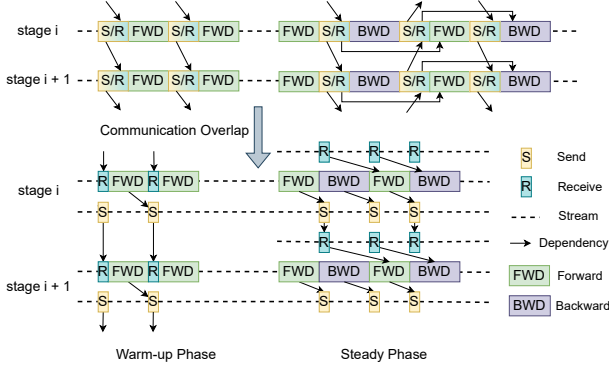 stage i S/R FWD S/R FWD FWD S/R BWD S/R FWD S/R BWD
stage i + 1 S/R FWD S/R FWD FWD S/R BWD S/R FWD S/R BWD
Communication Overlap
R R R
S Send
stage i R FWD R FWD FWD BWD FWD BWD
R Receive
S S S S S
Stream
R R R
Dependency
stage i + 1 R FWD R FWD FWD BWD FWD BWD
FWD Forward
S S S S S
BWD Backward
Warm-up Phase Steady Phase